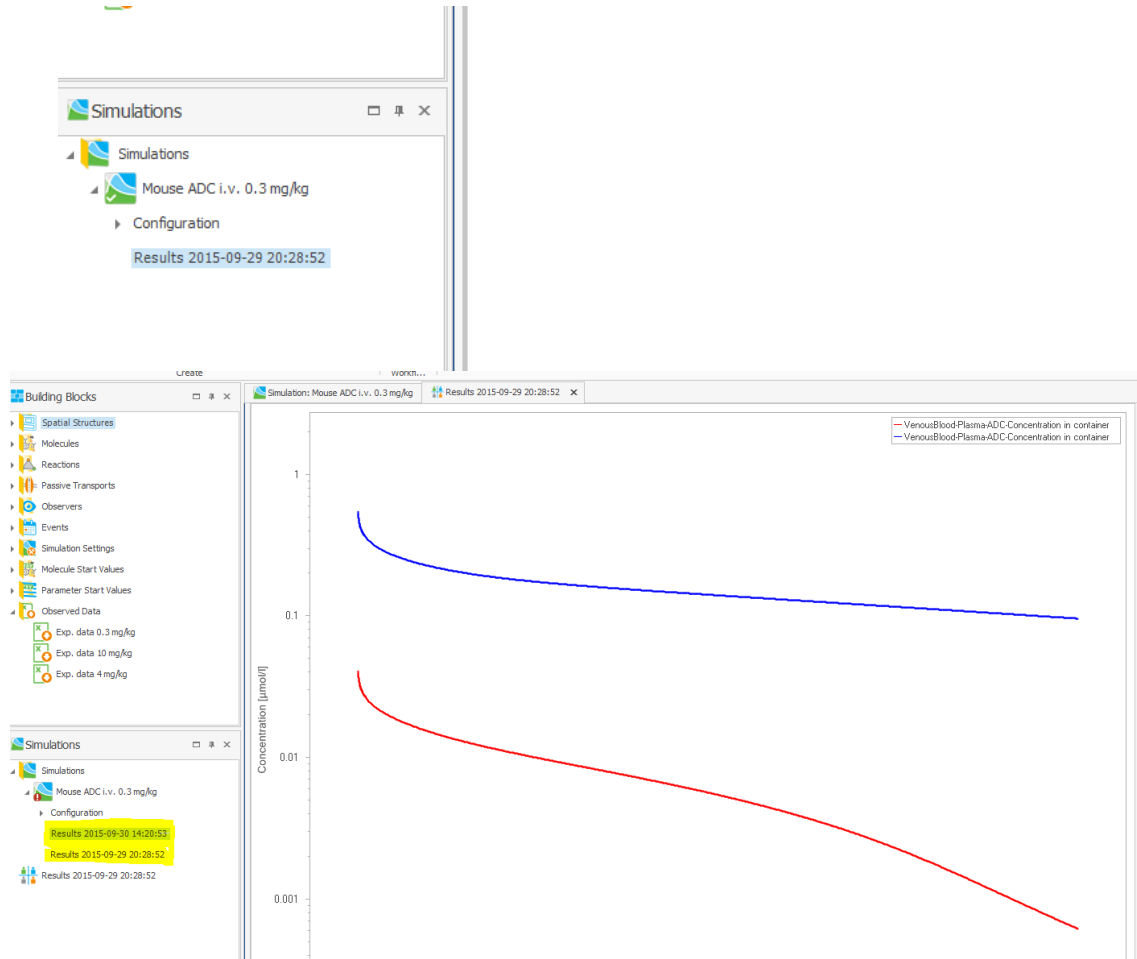 Simulations
Simulations
Mouse ADC i.v. 0.3 mg/kg
Configuration
Results 2015-09-29 20:28:52
Create
Workfl...
Building Blocks
Spatial Structures
Molecules
Reactions
Passive Transports
Observers
Events
Simulation Settings
Molecule Start Values
Parameter Start Values
Observed Data
Exp. data 0.3 mg/kg
Exp. data 10 mg/kg
Exp. data 4 mg/kg
Simulations
Simulations
Mouse ADC i.v. 0.3 mg/kg
Configuration
Results 2015-09-30 14:20:53
Results 2015-09-29 20:28:52
Results 2015-09-29 20:28:52
Simulation: Mouse ADC i.v. 0.3 mg/kg
Results 2015-09-29 20:28:52
VenousBlood-Plasma-ADC-Concentration in container
VenousBlood-Plasma-ADC-Concentration in container
1
0.1
0.01
0.001
Concentration [µmol/l]